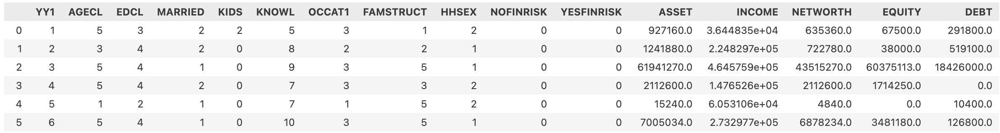 YY1 AGECL EDCL MARRIED KIDS KNOWL OCCAT1 FAMSTRUCT HHSEX NOFINRISK YESFINRISK ASSET INCOME NETWORTH EQUITY DEBT
0 1 5 3 2 2 5 3 1 2 0 0 927160.0 3.644835e+04 635360.0 67500.0 291800.0
1 2 3 4 2 0 8 2 2 1 0 0 1241880.0 2.248297e+05 722780.0 38000.0 519100.0
2 3 5 4 1 0 9 3 5 1 0 0 61941270.0 4.645759e+05 43515270.0 60375113.0 18426000.0
3 4 5 4 2 0 7 3 3 2 0 0 2112600.0 1.476526e+05 2112600.0 1714250.0 0.0
4 5 1 2 1 0 7 1 5 2 0 0 15240.0 6.053106e+04 4840.0 0.0 10400.0
5 6 5 4 1 0 10 3 5 1 0 0 7005034.0 2.732977e+05 6878234.0 3481180.0 126800.0